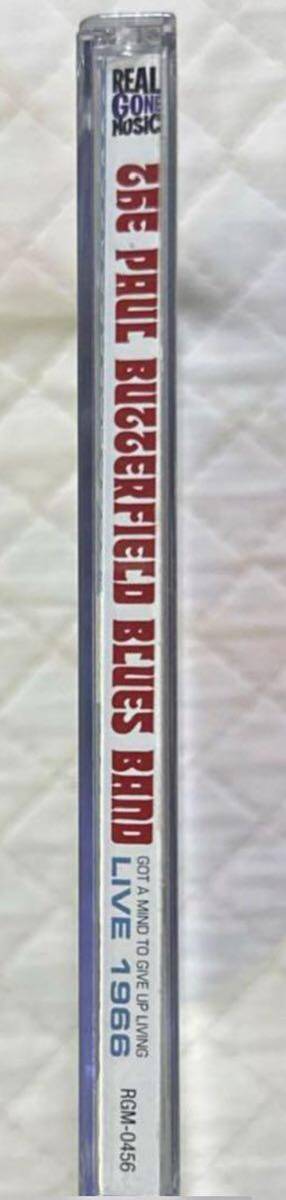 REAL
GONE
MUSIC
THE PAUL BUTTERFIELD BLUES BAND
GOT A MIND TO GIVE UP LIVING
LIVE 1966
RGM-0456